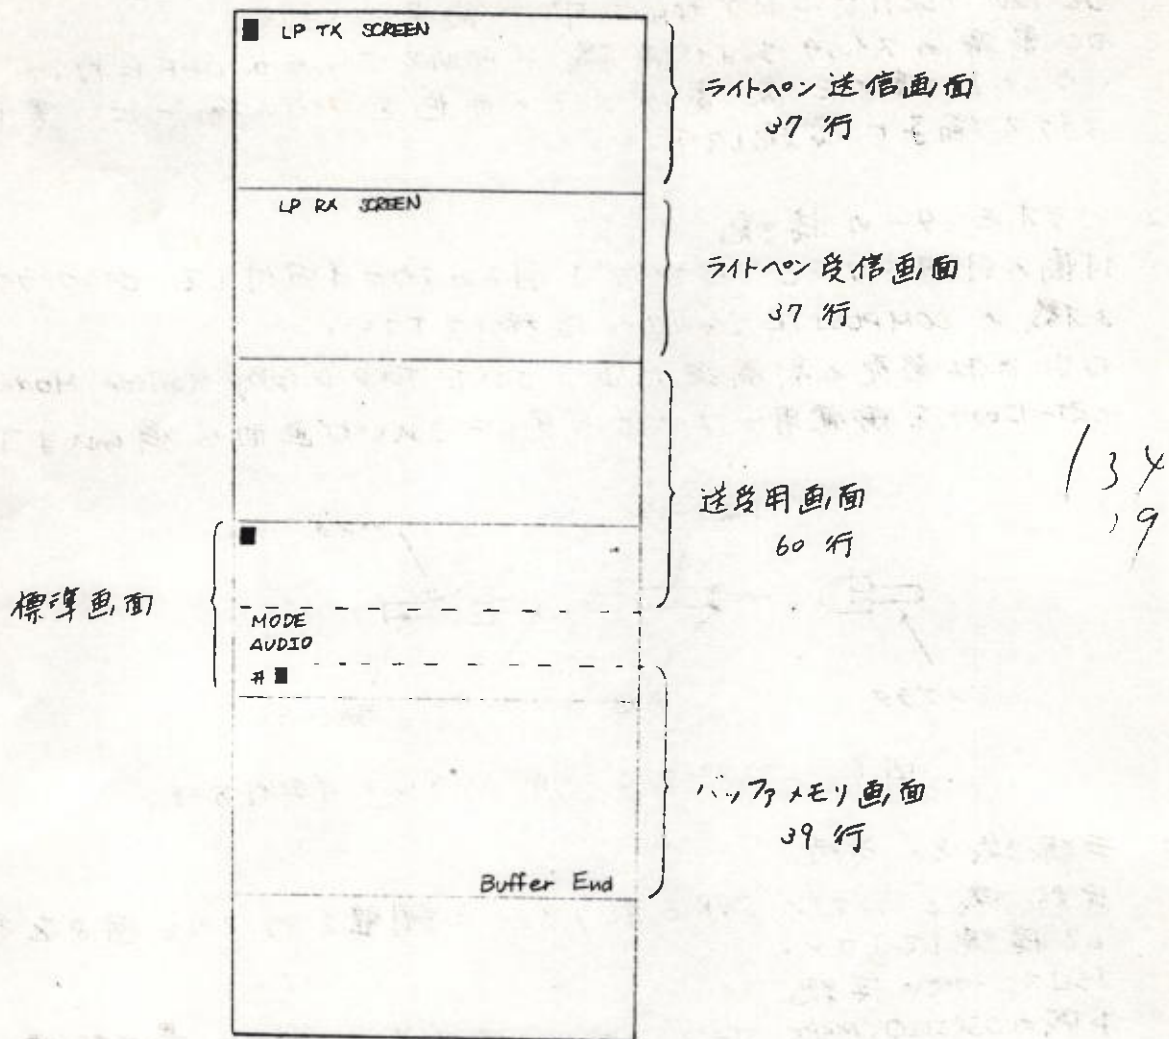 LP TX SCREEN
ライトペン送信画面
37行
LP RX SCREEN
ライトペン受信画面
37行
送受用画面
60行
134
19
標準画面
MODE
AUDIO
#
バッファメモリ画面
39行
Buffer End